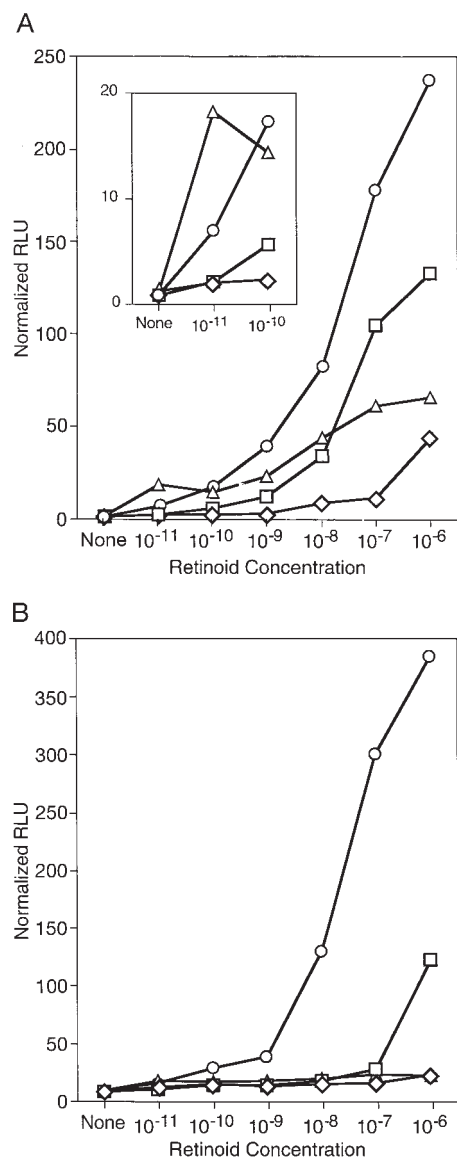 A
250
200
150
100
50
0
Normalized RLU
20
10
0
None 10⁻¹¹ 10⁻¹⁰
None 10⁻¹¹ 10⁻¹⁰ 10⁻⁹ 10⁻⁸ 10⁻⁷ 10⁻⁶
Retinoid Concentration
B
400
350
300
250
200
150
100
50
0
Normalized RLU
None 10⁻¹¹ 10⁻¹⁰ 10⁻⁹ 10⁻⁸ 10⁻⁷ 10⁻⁶
Retinoid Concentration